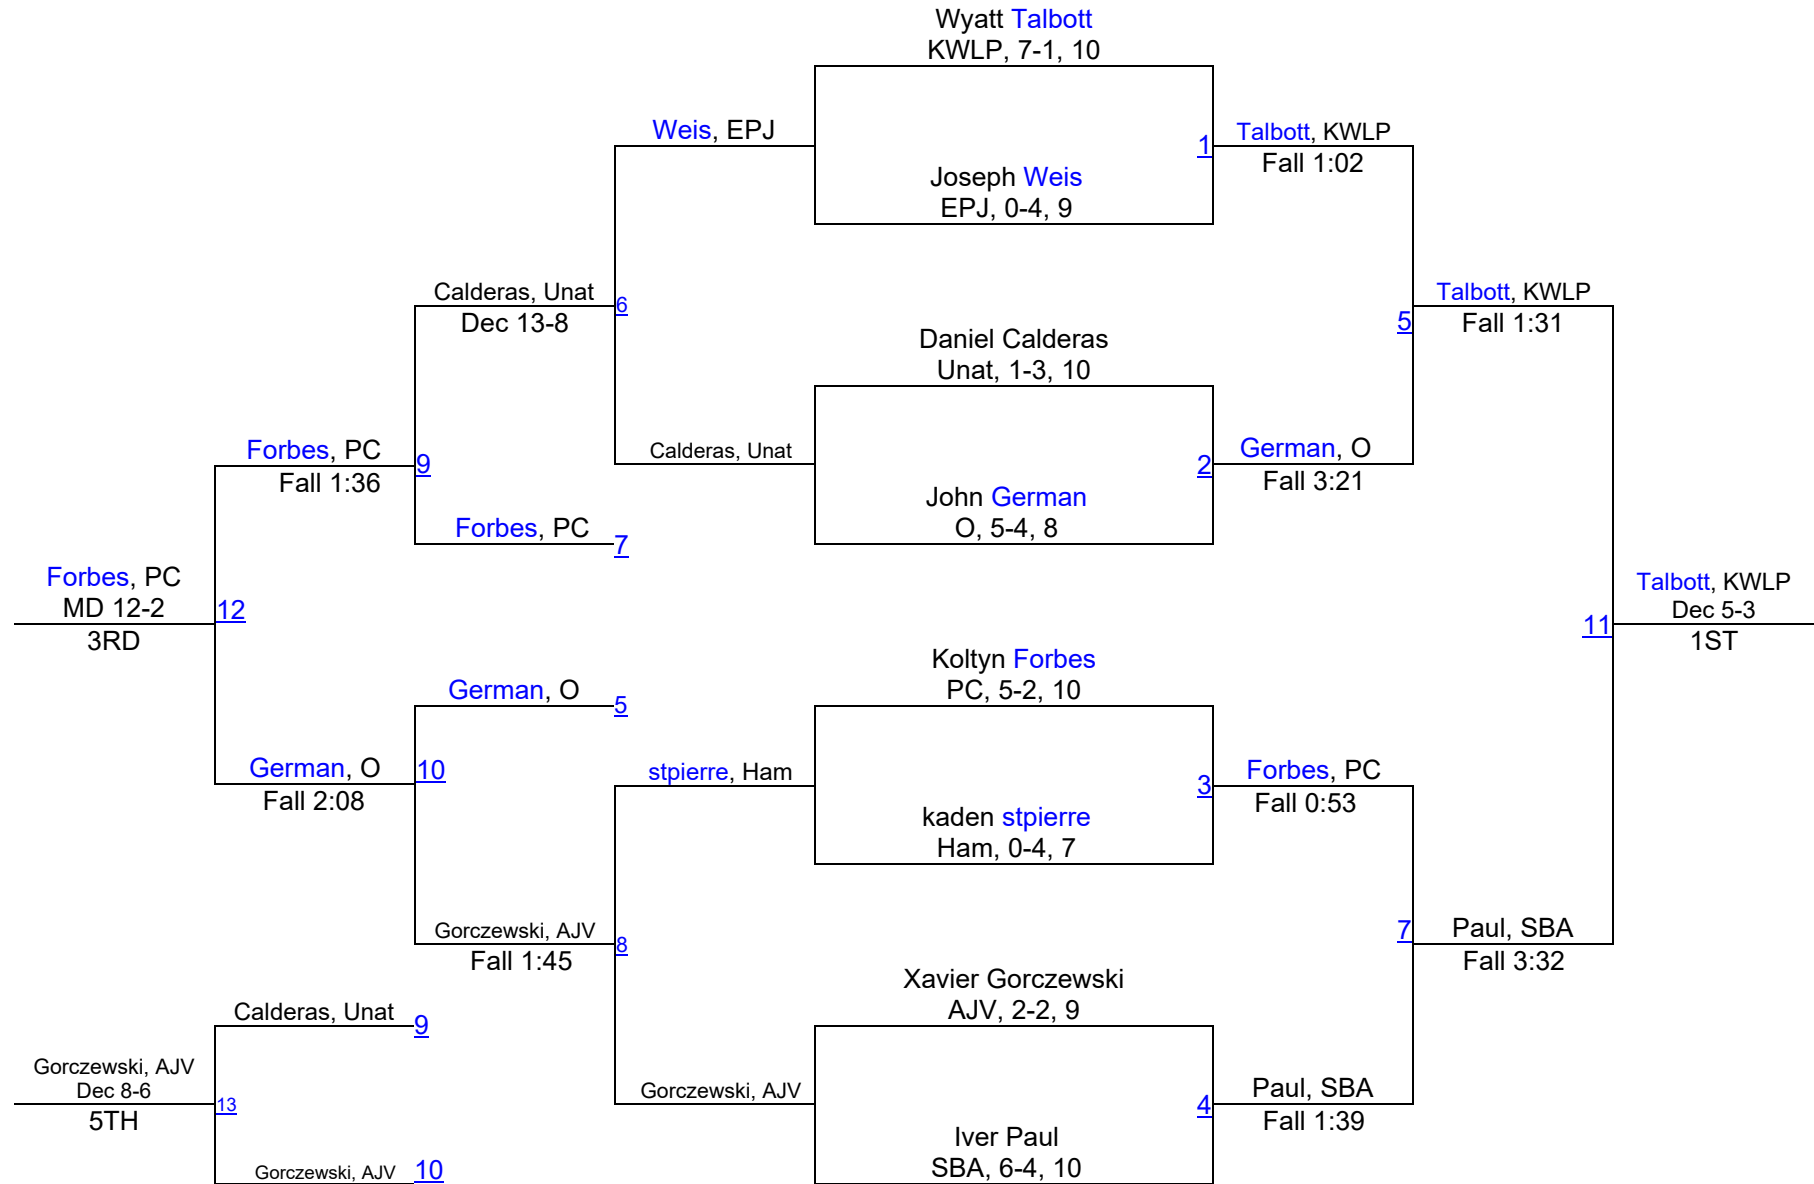 Wyatt Talbott
KWLP, 7-1, 10
Weis, EPJ
1
Talbott, KWLP
Fall 1:02
Joseph Weis
EPJ, 0-4, 9
Calderas, Unat
Dec 13-8
6
Talbott, KWLP
Fall 1:31
5
Daniel Calderas
Unat, 1-3, 10
Forbes, PC
Fall 1:36
9
Calderas, Unat
2
German, O
Fall 3:21
John German
O, 5-4, 8
Forbes, PC
7
Forbes, PC
MD 12-2
3RD
12
Talbott, KWLP
Dec 5-3
1ST
11
Koltyn Forbes
PC, 5-2, 10
German, O
5
German, O
Fall 2:08
10
stpierre, Ham
3
Forbes, PC
Fall 0:53
kaden stpierre
Ham, 0-4, 7
Gorczewski, AJV
Fall 1:45
8
7
Paul, SBA
Fall 3:32
Xavier Gorczewski
AJV, 2-2, 9
Calderas, Unat
9
Gorczewski, AJV
Dec 8-6
5TH
13
Gorczewski, AJV
4
Paul, SBA
Fall 1:39
Iver Paul
SBA, 6-4, 10
Gorczewski, AJV
10